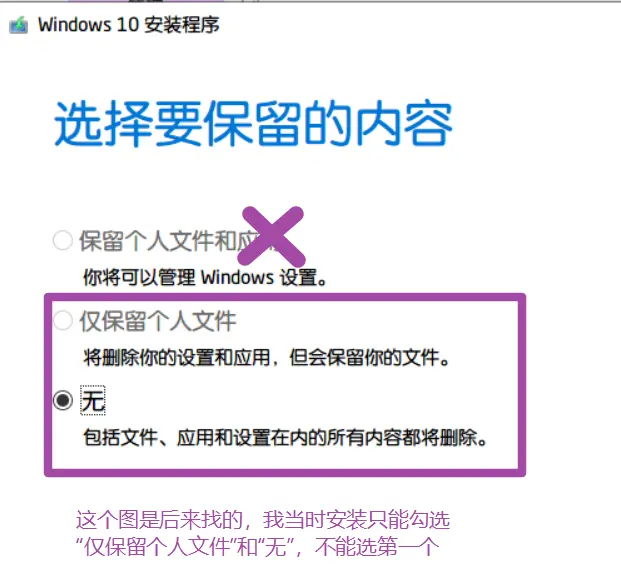 Windows 10 安装程序
选择要保留的内容
保留个人文件和应
你将可以管理 Windows 设置。
仅保留个人文件
将删除你的设置和应用，但会保留你的文件。
无
包括文件、应用和设置在内的所有内容都将删除。
这个图是后来找的，我当时安装只能勾选
“仅保留个人文件”和“无”，不能选第一个